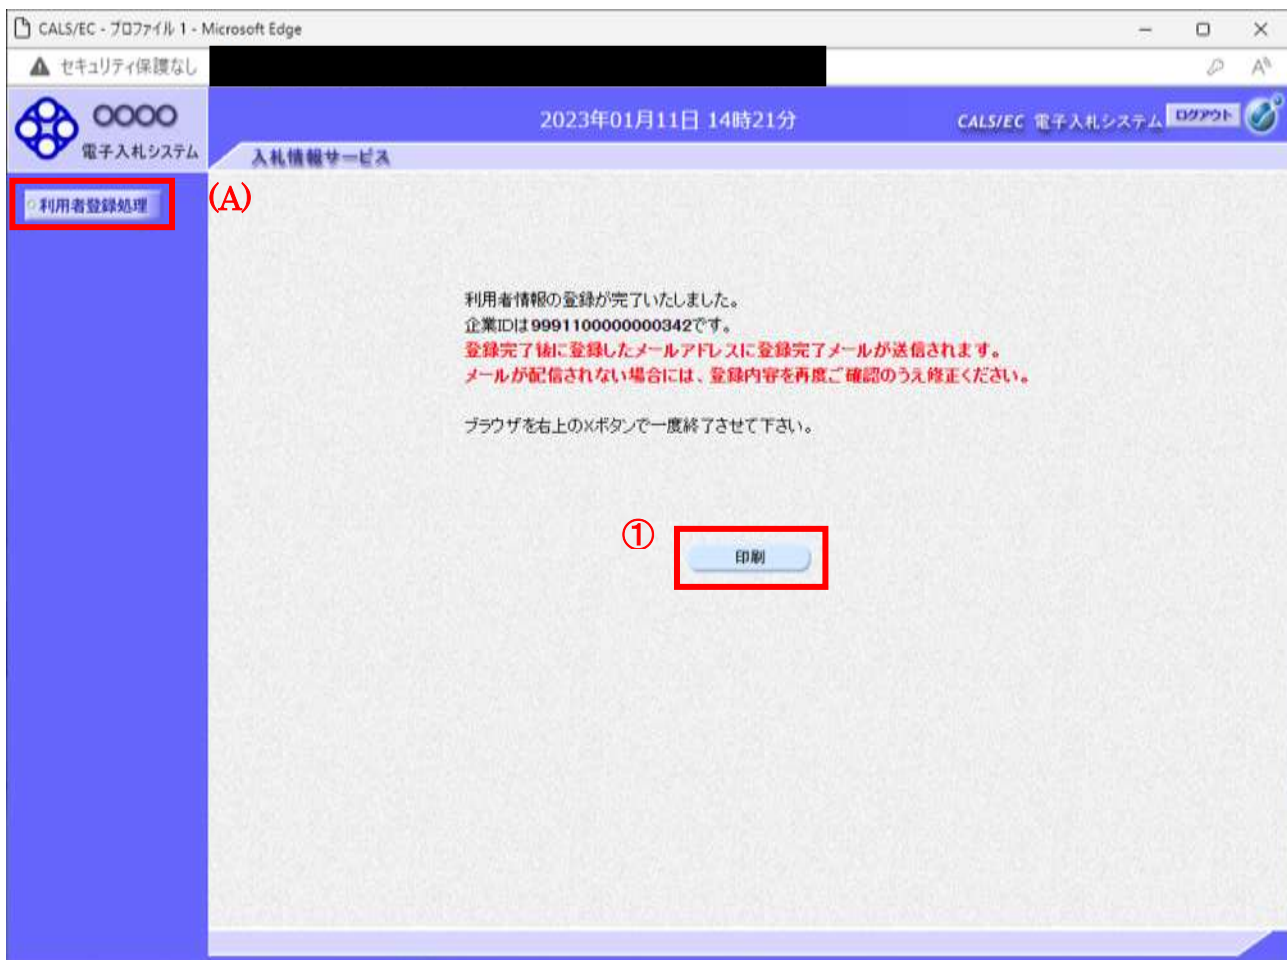 CALS/EC - プロファイル 1 - Microsoft Edge
セキュリティ保護なし
OOOO
電子入札システム
2023年01月11日 14時21分
CALS/EC 電子入札システム
ログアウト
入札情報サービス
利用者登録処理
(A)
利用者情報の登録が完了いたしました。
企業IDは9991100000000342です。
登録完了後に登録したメールアドレスに登録完了メールが送信されます。
メールが配信されない場合には、登録内容を再度ご確認のうえ修正ください。
ブラウザを右上の×ボタンで一度終了させて下さい。
①
印刷